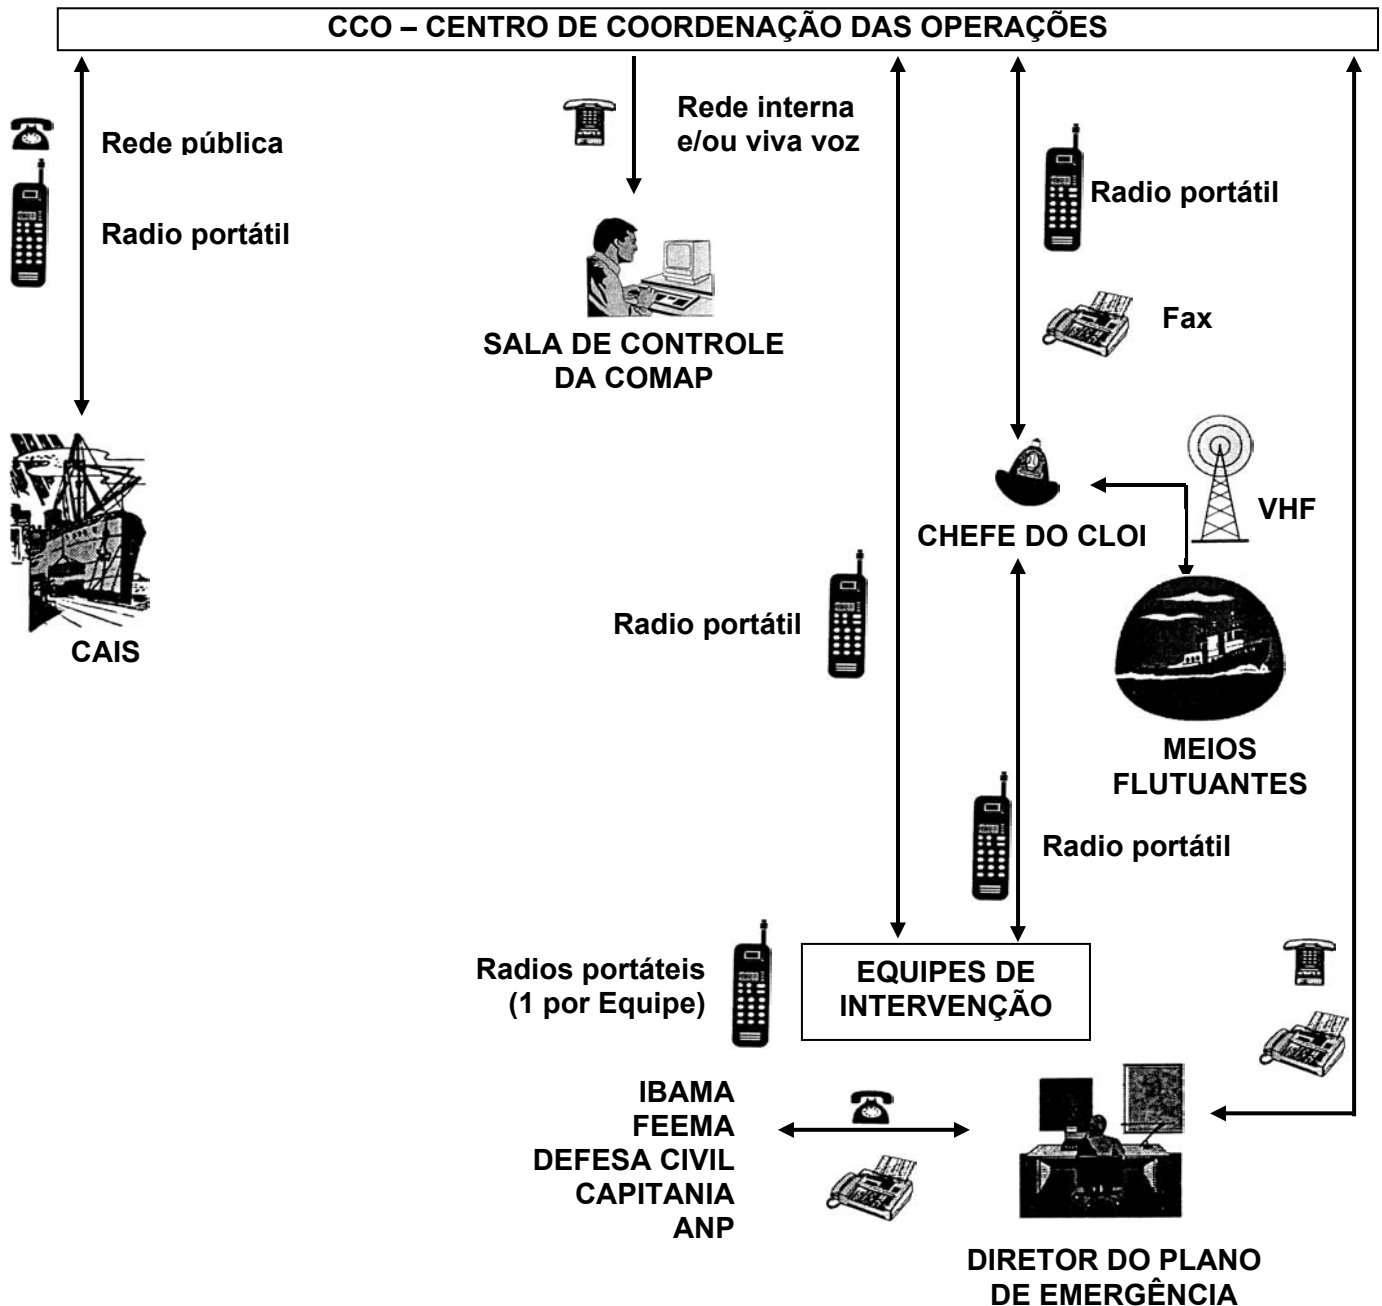 CCO – CENTRO DE COORDENAÇÃO DAS OPERAÇÕES
Rede pública
Radio portátil
Rede interna
e/ou viva voz
SALA DE CONTROLE
DA COMAP
Radio portátil
Fax
CHEFE DO CLOI
VHF
CAIS
Radio portátil
MEIOS
FLUTUANTES
Radio portátil
Radios portáteis
(1 por Equipe)
EQUIPES DE
INTERVENÇÃO
IBAMA
FEEMA
DEFESA CIVIL
CAPITANIA
ANP
DIRETOR DO PLANO
DE EMERGÊNCIA